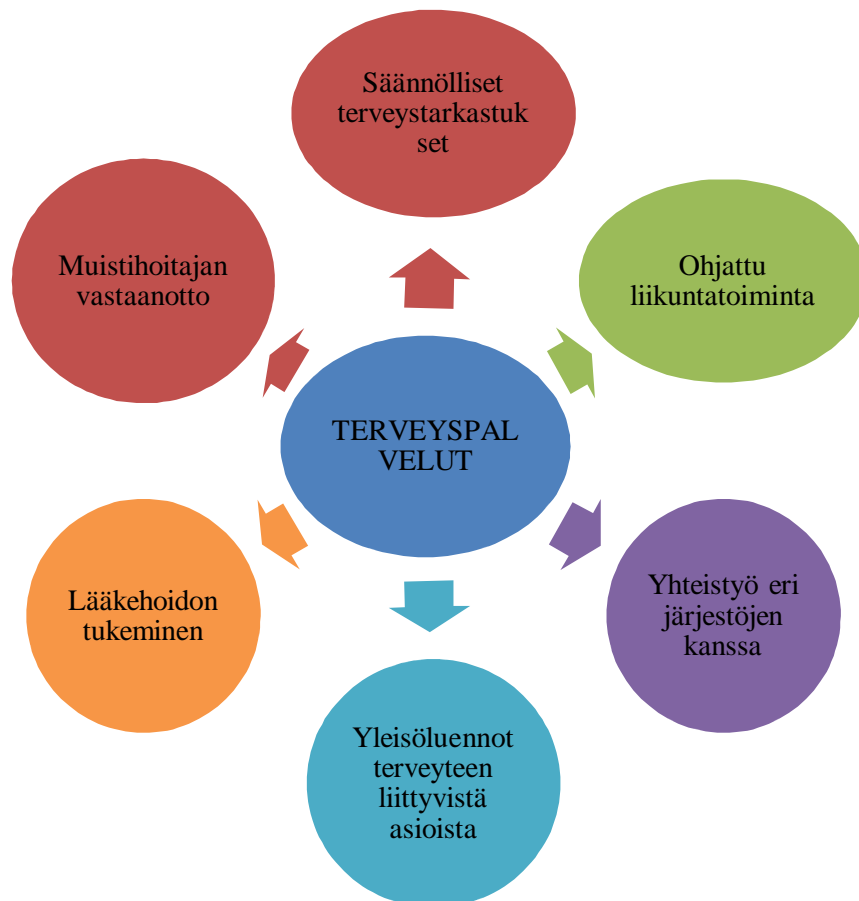 Säännölliset
terveystarkastuk
set
Muistihoitajan
vastaanotto
Ohjattu
liikuntatoiminta
TERVEYSPAL
VELUT
Lääkehoidon
tukeminen
Yhteistyö eri
järjestöjen
kanssa
Yleisöluennot
terveyteen
liittyvistä
asioista